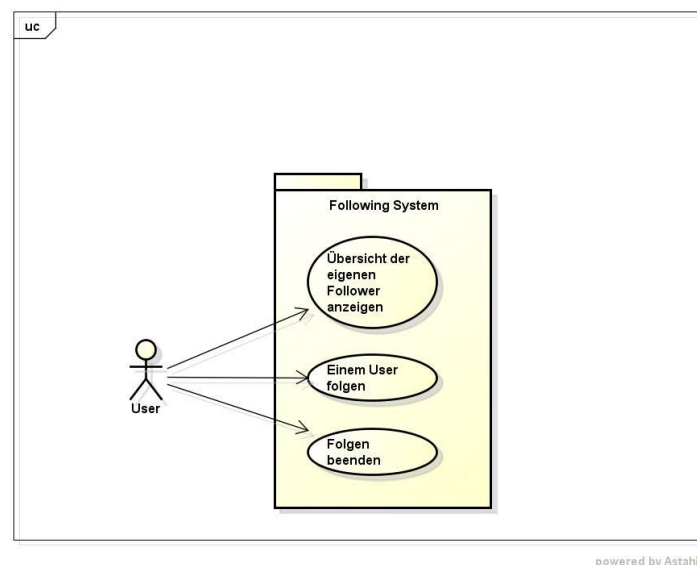 uc
Following System
Übersicht der
eigenen
Follower
anzeigen
Einem User
folgen
Folgen
beenden
User
powered by Astah